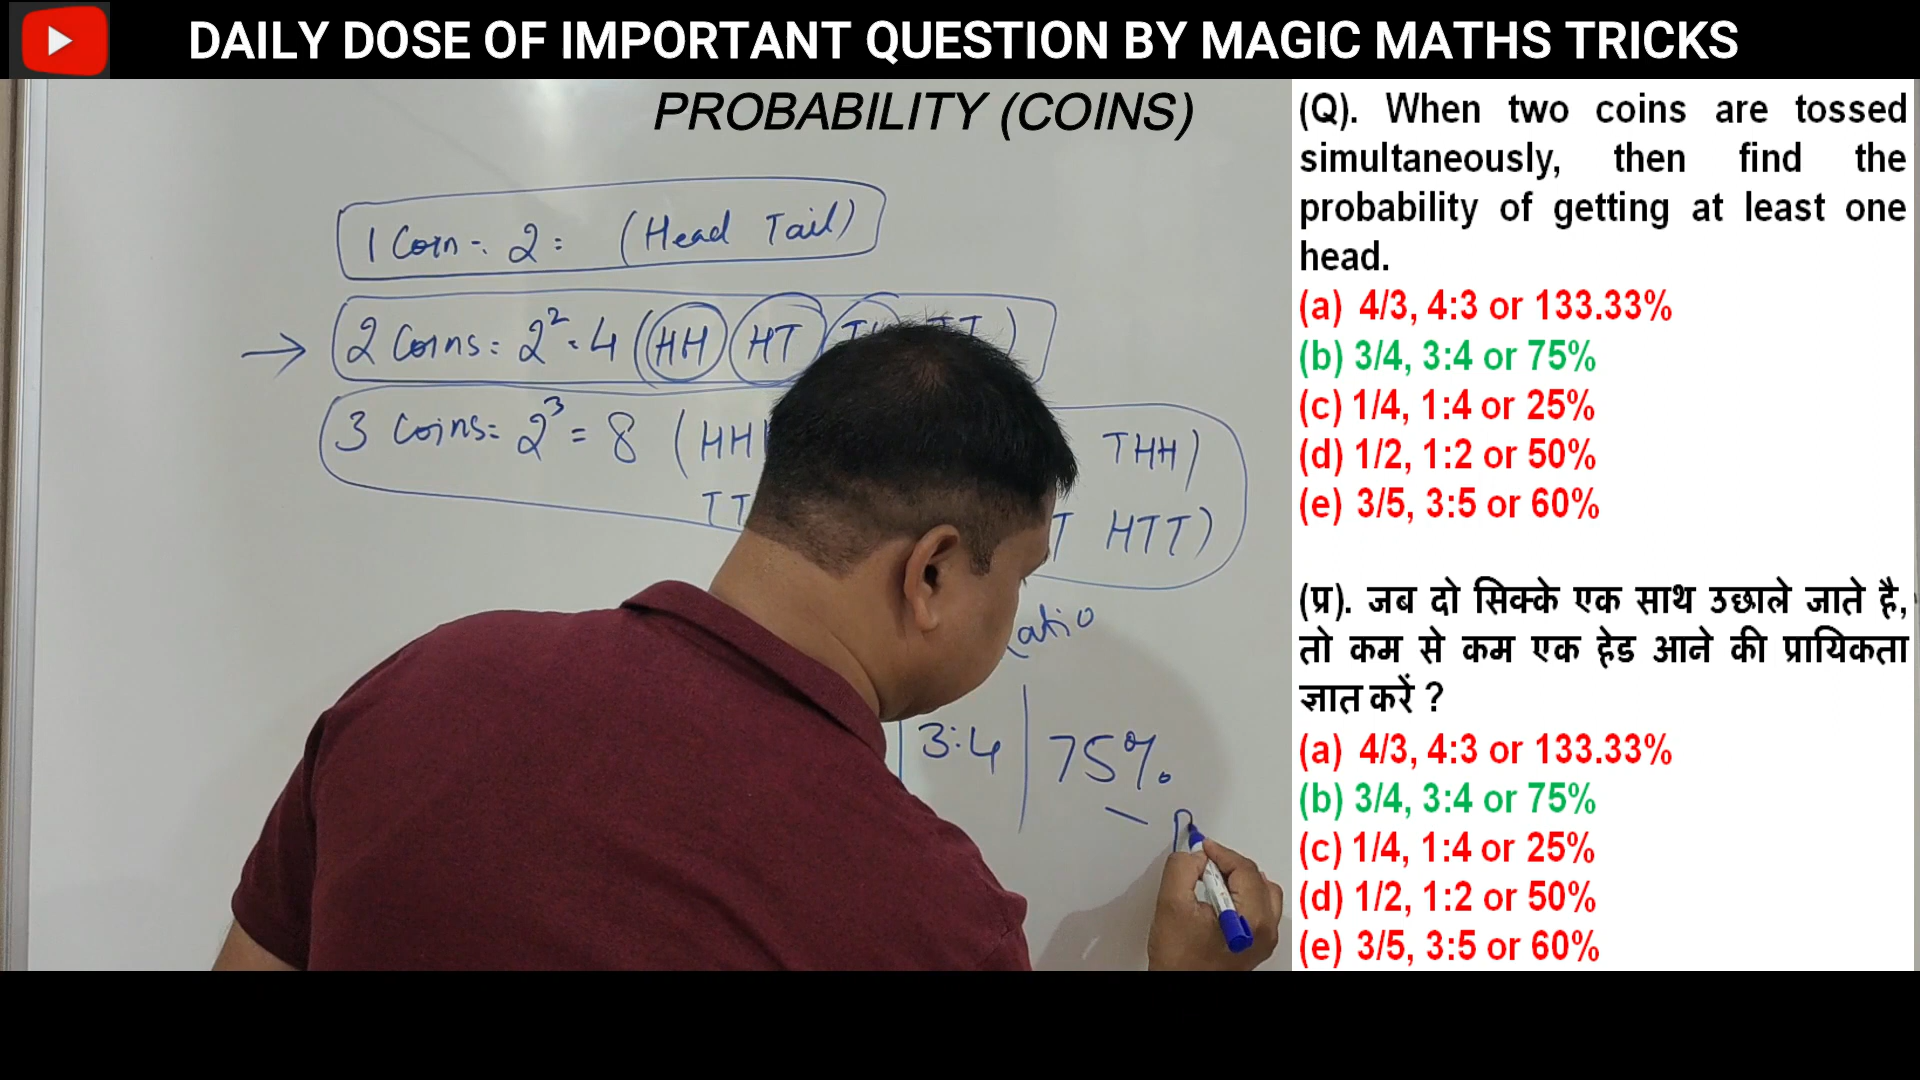 DAILY DOSE OF IMPORTANT QUESTION BY MAGIC MATHS TRICKS
PROBABILITY (COINS)
1 Coin = 2 = (Head Tail)
2 Coins = 2² = 4 (HH HT
3 Coins = 2³ = 8 (HH THH)
TT HTT)
3:4 75%
(Q). When two coins are tossed
simultaneously, then find the
probability of getting at least one
head.
(a) 4/3, 4:3 or 133.33%
(b) 3/4, 3:4 or 75%
(c) 1/4, 1:4 or 25%
(d) 1/2, 1:2 or 50%
(e) 3/5, 3:5 or 60%
(प्र). जब दो सिक्के एक साथ उछाले जाते है,
तो कम से कम एक हेड आने की प्रायिकता
ज्ञात करें ?
(a) 4/3, 4:3 or 133.33%
(b) 3/4, 3:4 or 75%
(c) 1/4, 1:4 or 25%
(d) 1/2, 1:2 or 50%
(e) 3/5, 3:5 or 60%